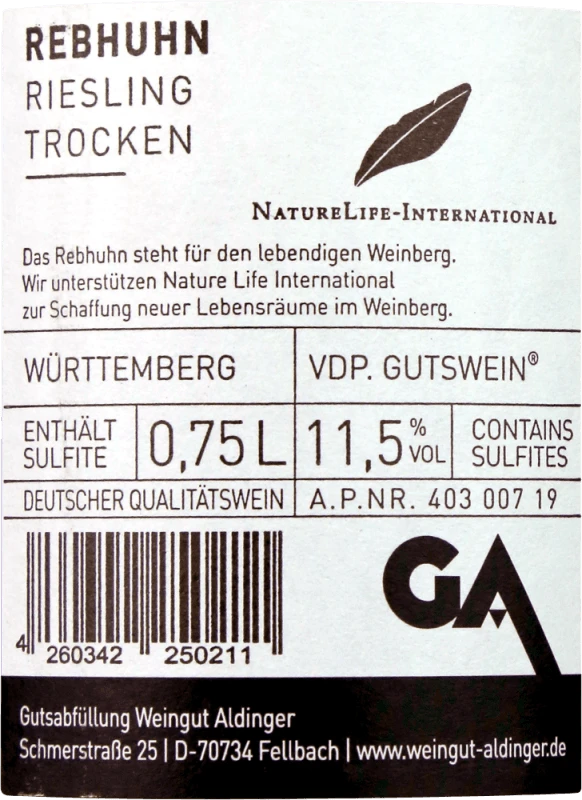 REBHUHN
RIESLING
TROCKEN
NATURELIFE-INTERNATIONAL
Das Rebhuhn steht für den lebendigen Weinberg.
Wir unterstützen Nature Life International
zur Schaffung neuer Lebensräume im Weinberg.
WÜRTTEMBERG
VDP. GUTSWEIN®
ENTHÄLT
SULFITE
0,75 L
11,5 % VOL
CONTAINS
SULFITES
DEUTSCHER QUALITÄTSWEIN
A.P.NR. 403 007 19
4 260342 250211
GA
Gutsabfüllung Weingut Aldinger
Schmerstraße 25 | D-70734 Fellbach | www.weingut-aldinger.de